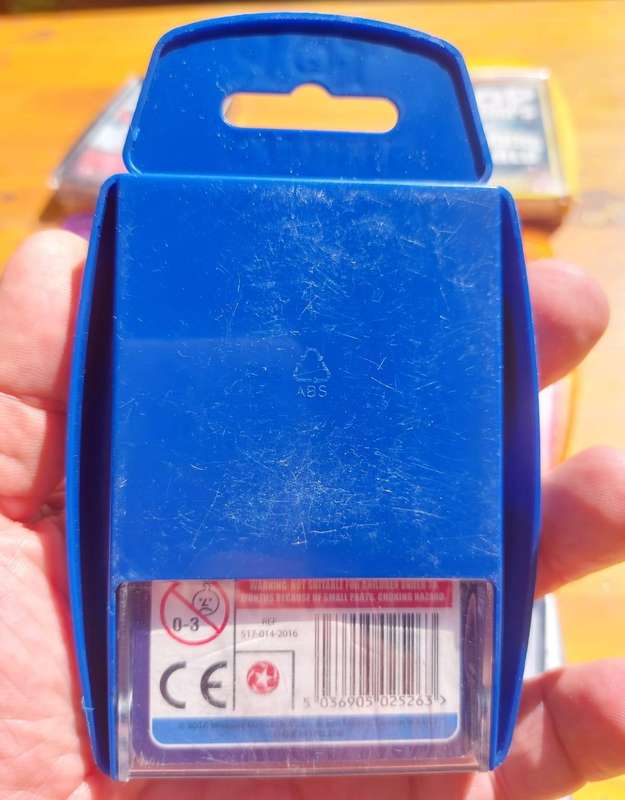 ABS
WARNING: NOT SUITABLE FOR CHILDREN UNDER 36
MONTHS BECAUSE OF SMALL PARTS. CHOKING HAZARD.
0-3
REF
517-014-2016
CE
5 036905 025263 >